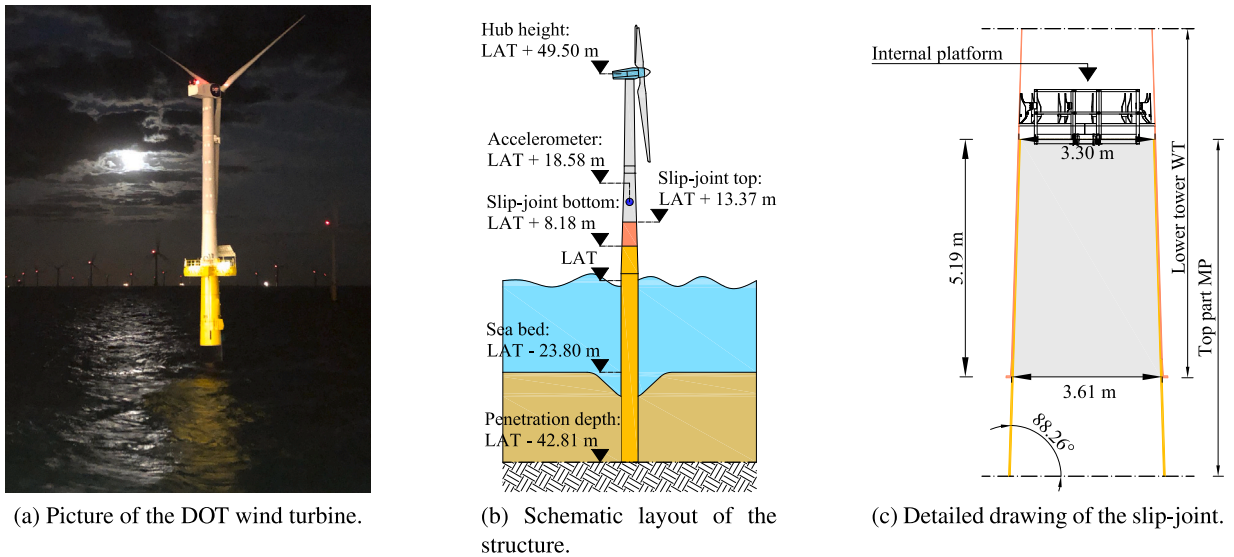 Hub height:
LAT + 49.50 m
Accelerometer:
LAT + 18.58 m
Slip-joint top:
LAT + 13.37 m
Slip-joint bottom:
LAT + 8.18 m
LAT
Sea bed:
LAT - 23.80 m
Penetration depth:
LAT - 42.81 m
Internal platform
3.30 m
5.19 m
3.61 m
88.26°
Lower tower WT
Top part MP
(a) Picture of the DOT wind turbine.
(b) Schematic layout of the
structure.
(c) Detailed drawing of the slip-joint.